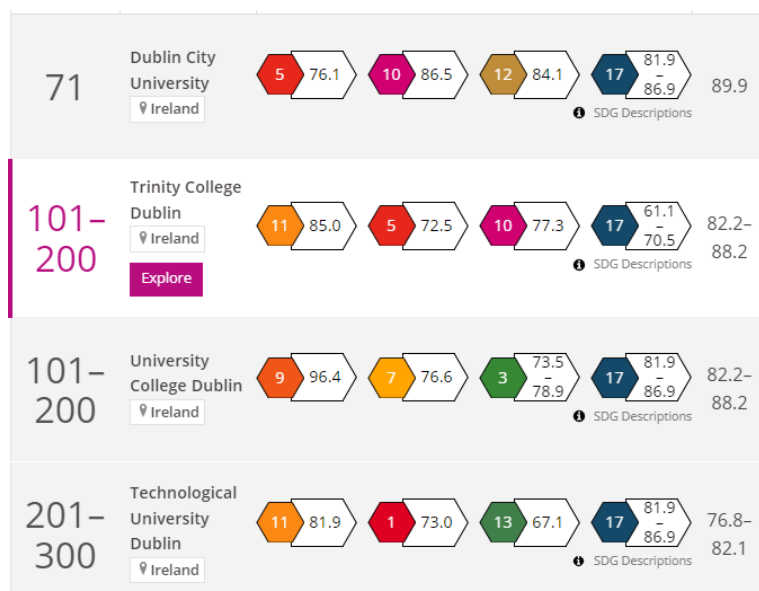 71
Dublin City
University
Ireland
5 76.1 10 86.5 12 84.1 17 81.9
–
86.9
89.9
SDG Descriptions
101–
200
Trinity College
Dublin
Ireland
Explore
11 85.0 5 72.5 10 77.3 17 61.1
–
70.5
82.2–
88.2
SDG Descriptions
101–
200
University
College Dublin
Ireland
9 96.4 7 76.6 3 73.5
–
78.9
17 81.9
–
86.9
82.2–
88.2
SDG Descriptions
201–
300
Technological
University
Dublin
Ireland
11 81.9 1 73.0 13 67.1 17 81.9
–
86.9
76.8–
82.1
SDG Descriptions